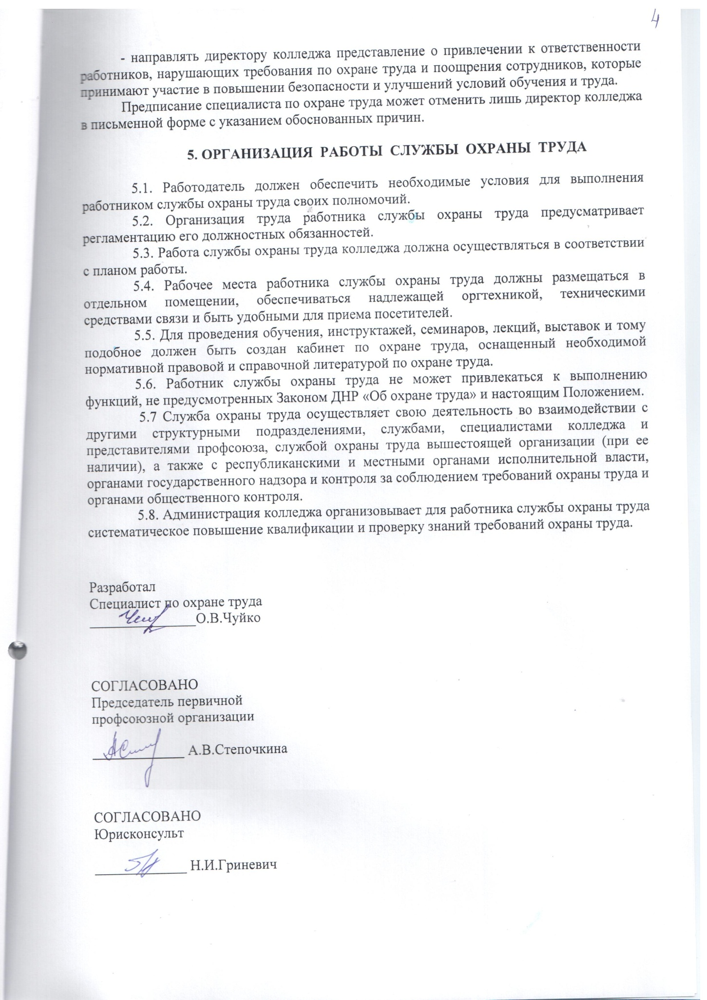 4
- направлять директору колледжа представление о привлечении к ответственности
работников, нарушающих требования по охране труда и поощрения сотрудников, которые
принимают участие в повышении безопасности и улучшений условий обучения и труда.
Предписание специалиста по охране труда может отменить лишь директор колледжа
в письменной форме с указанием обоснованных причин.
5. ОРГАНИЗАЦИЯ РАБОТЫ СЛУЖБЫ ОХРАНЫ ТРУДА
5.1. Работодатель должен обеспечить необходимые условия для выполнения
работником службы охраны труда своих полномочий.
5.2. Организация труда работника службы охраны труда предусматривает
регламентацию его должностных обязанностей.
5.3. Работа службы охраны труда колледжа должна осуществляться в соответствии
с планом работы.
5.4. Рабочее места работника службы охраны труда должны размещаться в
отдельном помещении, обеспечиваться надлежащей оргтехникой, техническими
средствами связи и быть удобными для приема посетителей.
5.5. Для проведения обучения, инструктажей, семинаров, лекций, выставок и тому
подобное должен быть создан кабинет по охране труда, оснащенный необходимой
нормативной правовой и справочной литературой по охране труда.
5.6. Работник службы охраны труда не может привлекаться к выполнению
функций, не предусмотренных Законом ДНР «Об охране труда» и настоящим Положением.
5.7 Служба охраны труда осуществляет свою деятельность во взаимодействии с
другими структурными подразделениями, службами, специалистами колледжа и
представителями профсоюза, службой охраны труда вышестоящей организации (при ее
наличии), а также с республиканскими и местными органами исполнительной власти,
органами государственного надзора и контроля за соблюдением требований охраны труда и
органами общественного контроля.
5.8. Администрация колледжа организовывает для работника службы охраны труда
систематическое повышение квалификации и проверку знаний требований охраны труда.
Разработал
Специалист по охране труда
О.В.Чуйко
СОГЛАСОВАНО
Председатель первичной
профсоюзной организации
А.В.Степочкина
СОГЛАСОВАНО
Юрисконсульт
Н.И.Гриневич